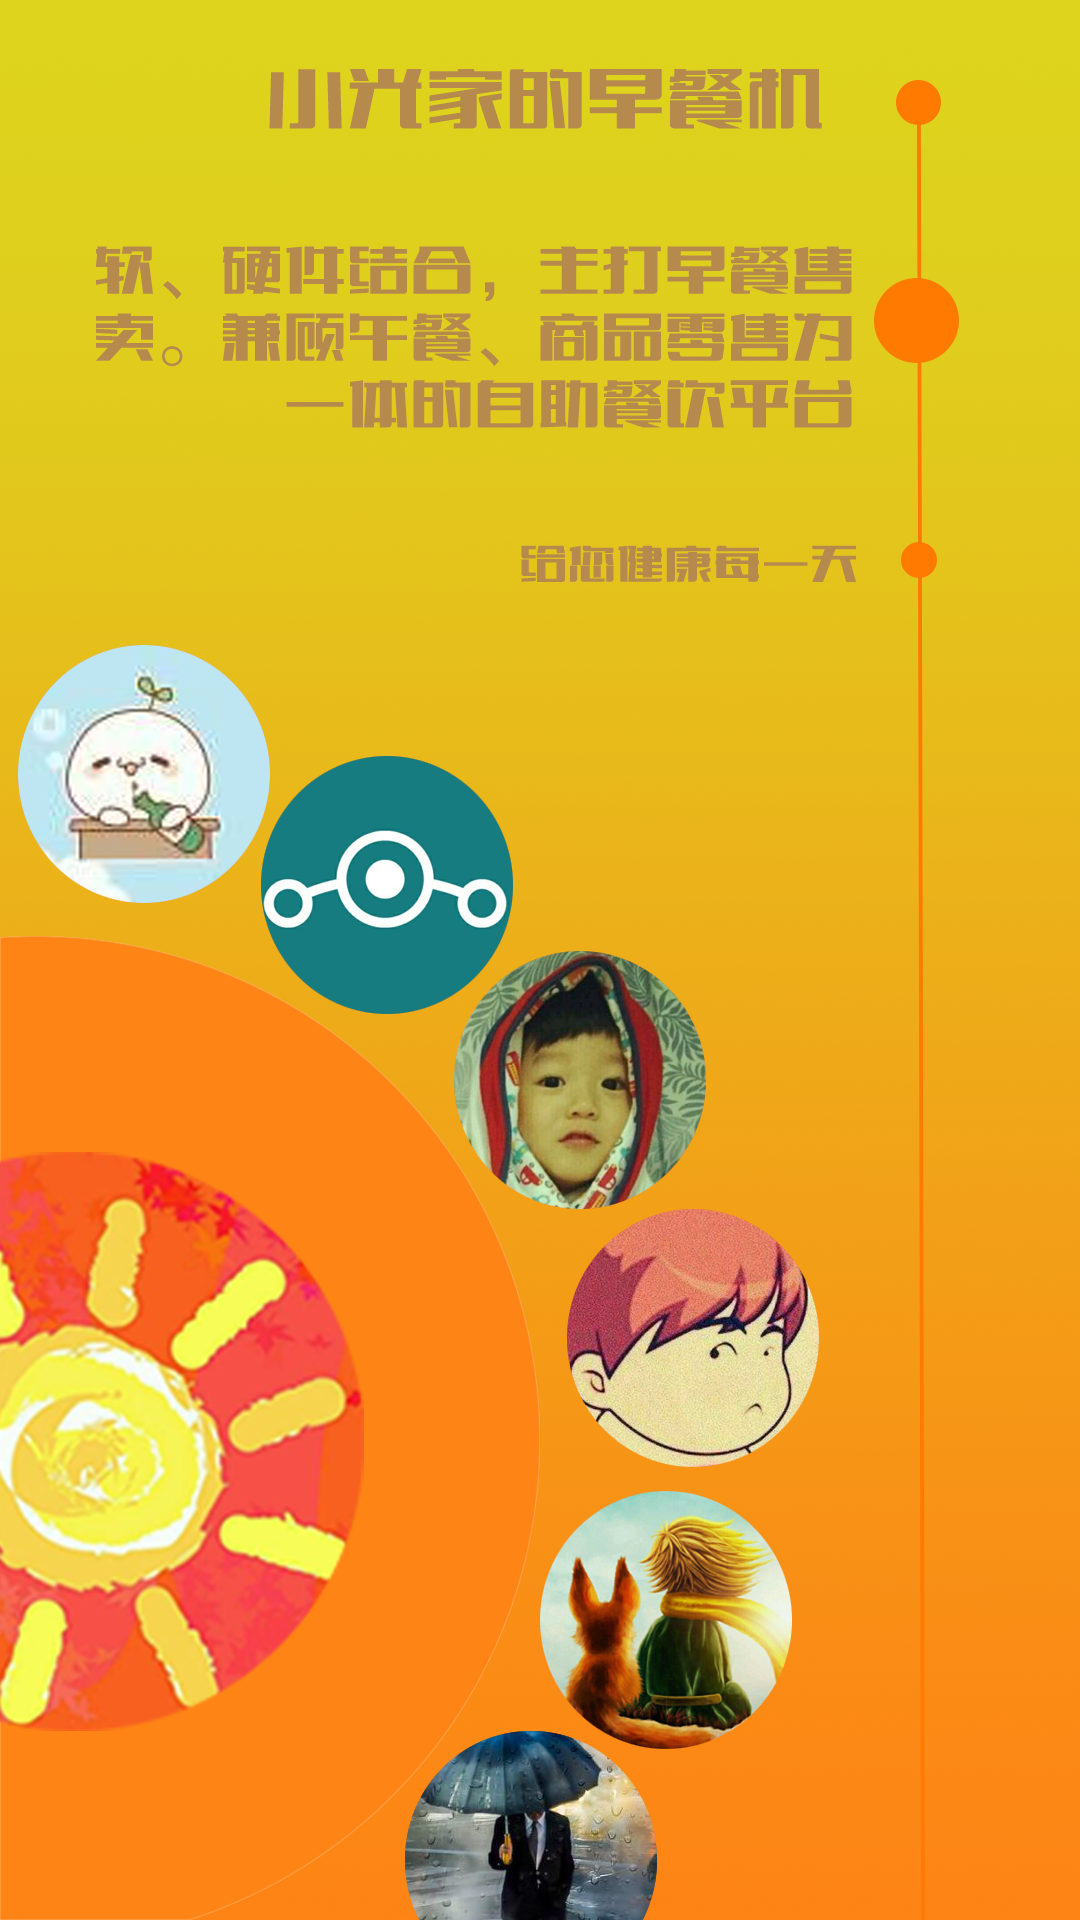 小光家的早餐机
软、硬件结合，主打早餐售
卖。兼顾午餐、商品零售为
一体的自助餐饮平台
给您健康每一天